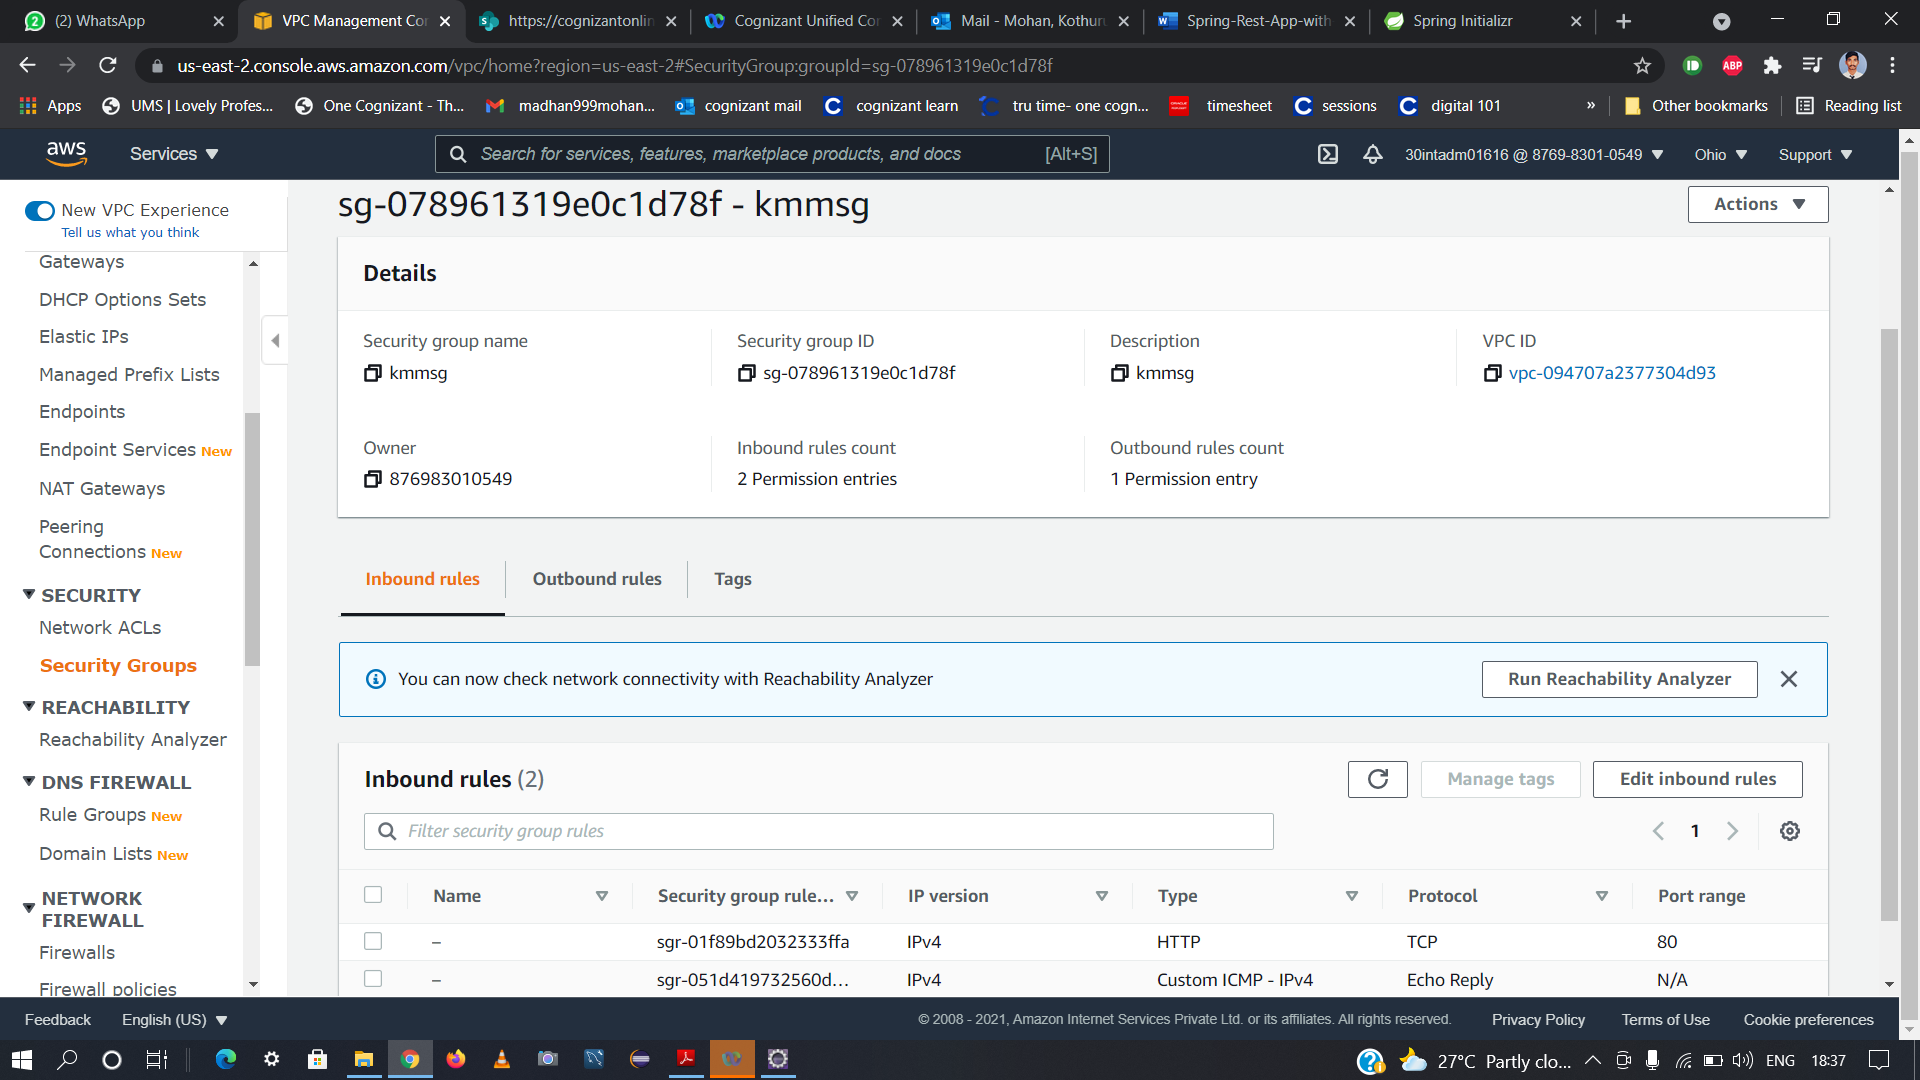 (2) WhatsApp
VPC Management Con
https://cognizantonlin
Cognizant Unified Con
Mail - Mohan, Kothuru
Spring-Rest-App-with-
Spring Initializr
us-east-2.console.aws.amazon.com/vpc/home?region=us-east-2#SecurityGroup:groupId=sg-078961319e0c1d78f
ABP
Apps
UMS | Lovely Profes...
One Cognizant - Th...
madhan999mohan...
cognizant mail
cognizant learn
tru time- one cogn...
timesheet
sessions
digital 101
»
Other bookmarks
Reading list
aws
Services
Search for services, features, marketplace products, and docs
[Alt+S]
30intadm01616 @ 8769-8301-0549
Ohio
Support
New VPC Experience
Tell us what you think
Gateways
DHCP Options Sets
Elastic IPs
Managed Prefix Lists
Endpoints
Endpoint Services New
NAT Gateways
Peering
Connections New
SECURITY
Network ACLs
Security Groups
REACHABILITY
Reachability Analyzer
DNS FIREWALL
Rule Groups New
Domain Lists New
NETWORK
FIREWALL
Firewalls
Firewall policies
sg-078961319e0c1d78f - kmmsg
Actions
Details
Security group name
kmmsg
Security group ID
sg-078961319e0c1d78f
Description
kmmsg
VPC ID
vpc-094707a2377304d93
Owner
876983010549
Inbound rules count
2 Permission entries
Outbound rules count
1 Permission entry
Inbound rules
Outbound rules
Tags
You can now check network connectivity with Reachability Analyzer
Run Reachability Analyzer
Inbound rules (2)
Manage tags
Edit inbound rules
Filter security group rules
1
Name
Security group rule...
IP version
Type
Protocol
Port range
–
sgr-01f89bd2032333ffa
IPv4
HTTP
TCP
80
–
sgr-051d419732560d...
IPv4
Custom ICMP - IPv4
Echo Reply
N/A
Feedback
English (US)
© 2008 - 2021, Amazon Internet Services Private Ltd. or its affiliates. All rights reserved.
Privacy Policy
Terms of Use
Cookie preferences
27°C Partly clo...
ENG
18:37